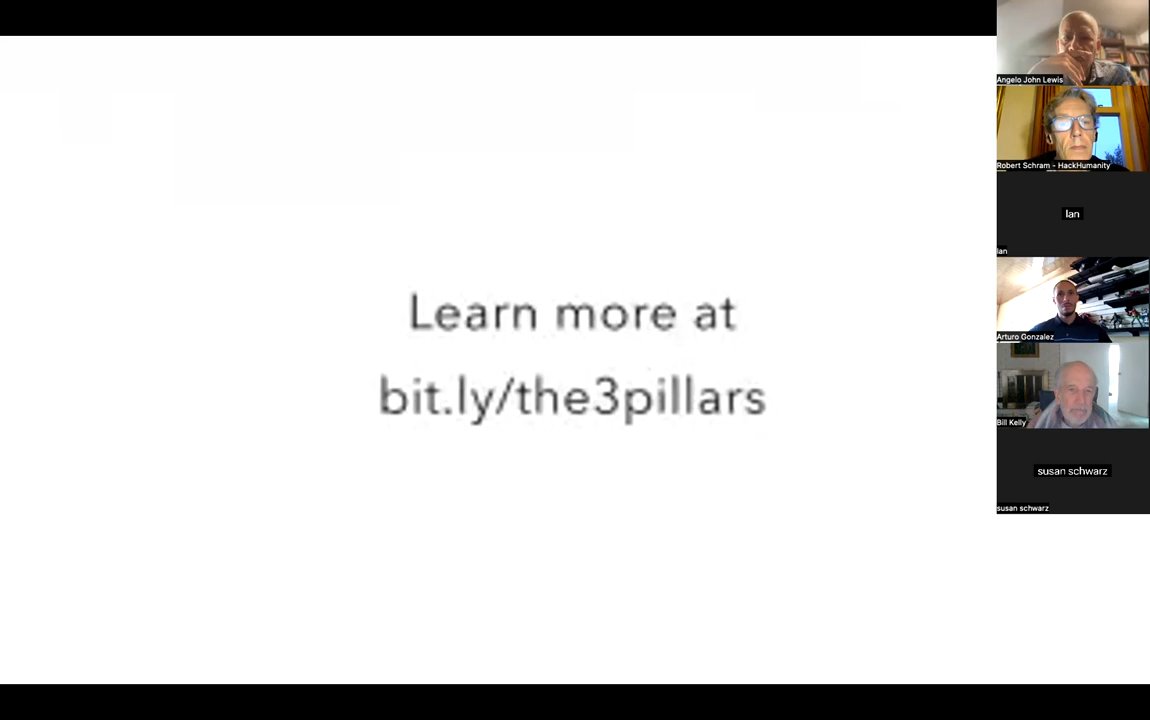 Learn more at
bit.ly/the3pillars
Angelo John Lewis
Robert Schram - HackHumanity
Ian
Ian
Arturo Gonzalez
Bill Kelly
susan schwarz
susan schwarz